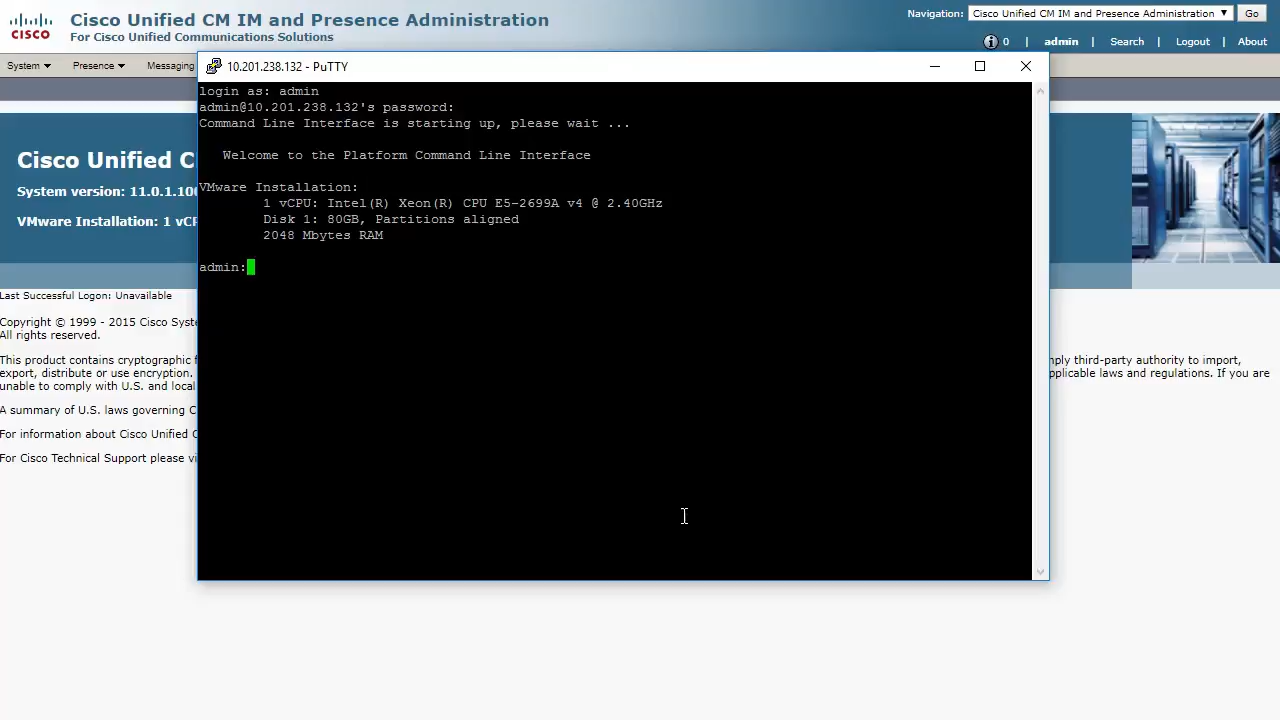 Cisco Unified CM IM and Presence Administration
For Cisco Unified Communications Solutions
CISCO
Navigation: Cisco Unified CM IM and Presence Administration Go
0 | admin | Search | Logout | About
System Presence Messaging
10.201.238.132 - PuTTY
login as: admin
admin@10.201.238.132's password:
Command Line Interface is starting up, please wait ...
Welcome to the Platform Command Line Interface
VMware Installation:
1 vCPU: Intel(R) Xeon(R) CPU E5-2699A v4 @ 2.40GHz
Disk 1: 80GB, Partitions aligned
2048 Mbytes RAM
admin:
Cisco Unified C
System version: 11.0.1.100
VMware Installation: 1 vCP
Last Successful Logon: Unavailable
Copyright © 1999 - 2015 Cisco Syst
All rights reserved.
This product contains cryptographic mply third-party authority to import,
export, distribute or use encryption. pplicable laws and regulations. If you are
unable to comply with U.S. and local
A summary of U.S. laws governing C
For information about Cisco Unified C
For Cisco Technical Support please vi